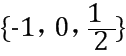 {-1, 0, 1/2}